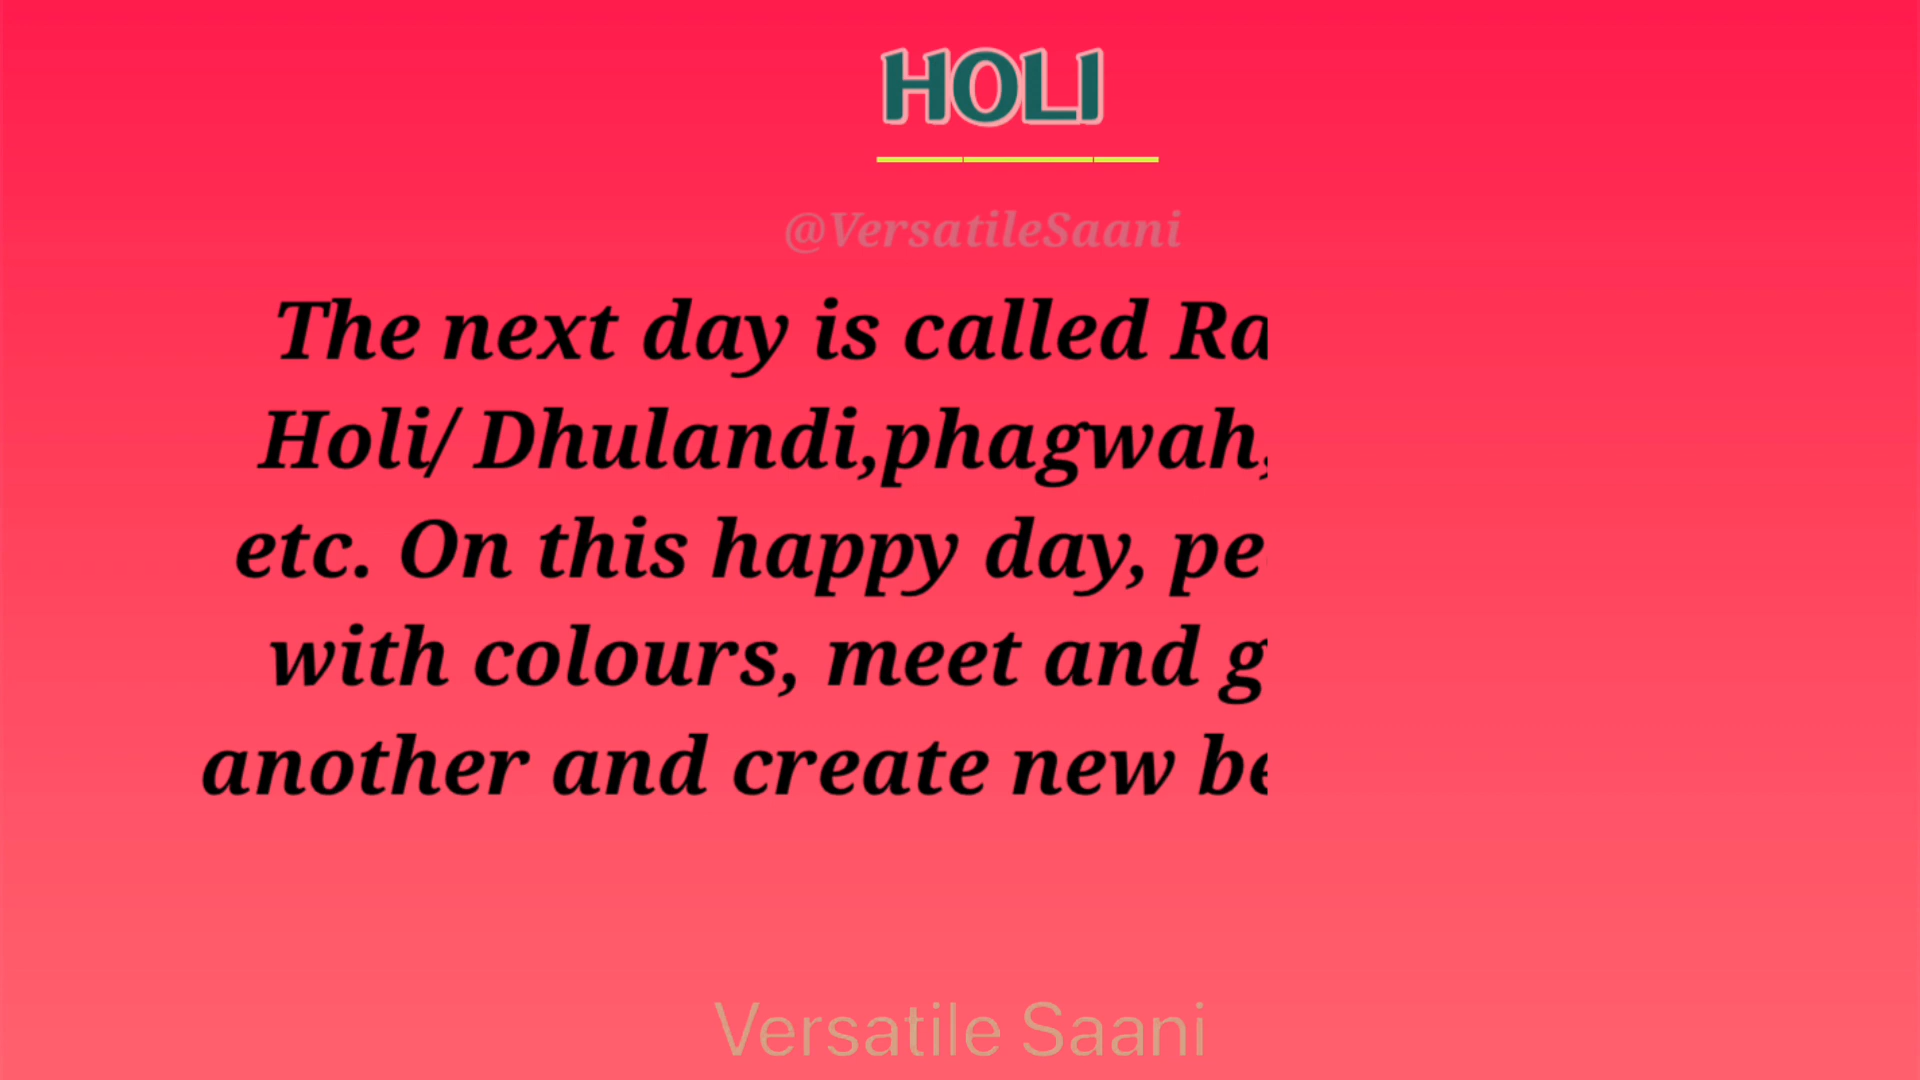 HOLI
@VersatileSaani
The next day is called
Holi/ Dhulandi,phagwah,
etc. On this happy day,
with colours, meet and
another and create new
Versatile Saani